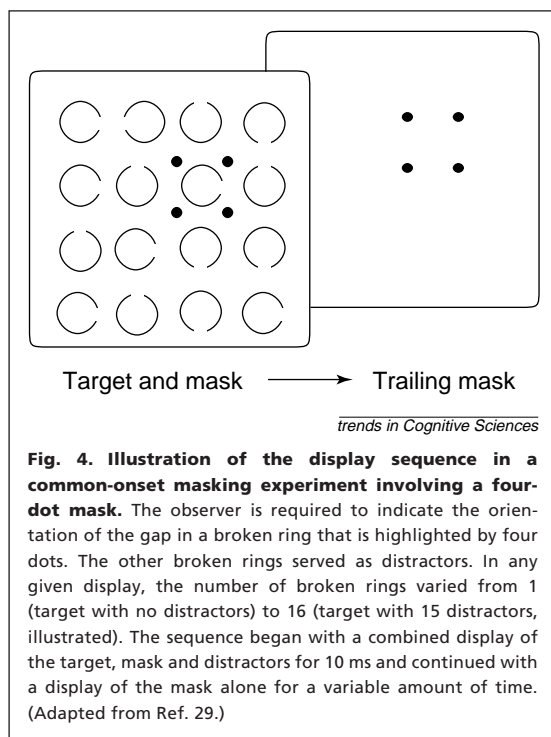 Target and mask → Trailing mask
trends in Cognitive Sciences
Fig. 4. Illustration of the display sequence in a
common-onset masking experiment involving a four-
dot mask. The observer is required to indicate the orien-
tation of the gap in a broken ring that is highlighted by four
dots. The other broken rings served as distractors. In any
given display, the number of broken rings varied from 1
(target with no distractors) to 16 (target with 15 distractors,
illustrated). The sequence began with a combined display of
the target, mask and distractors for 10 ms and continued with
a display of the mask alone for a variable amount of time.
(Adapted from Ref. 29.)